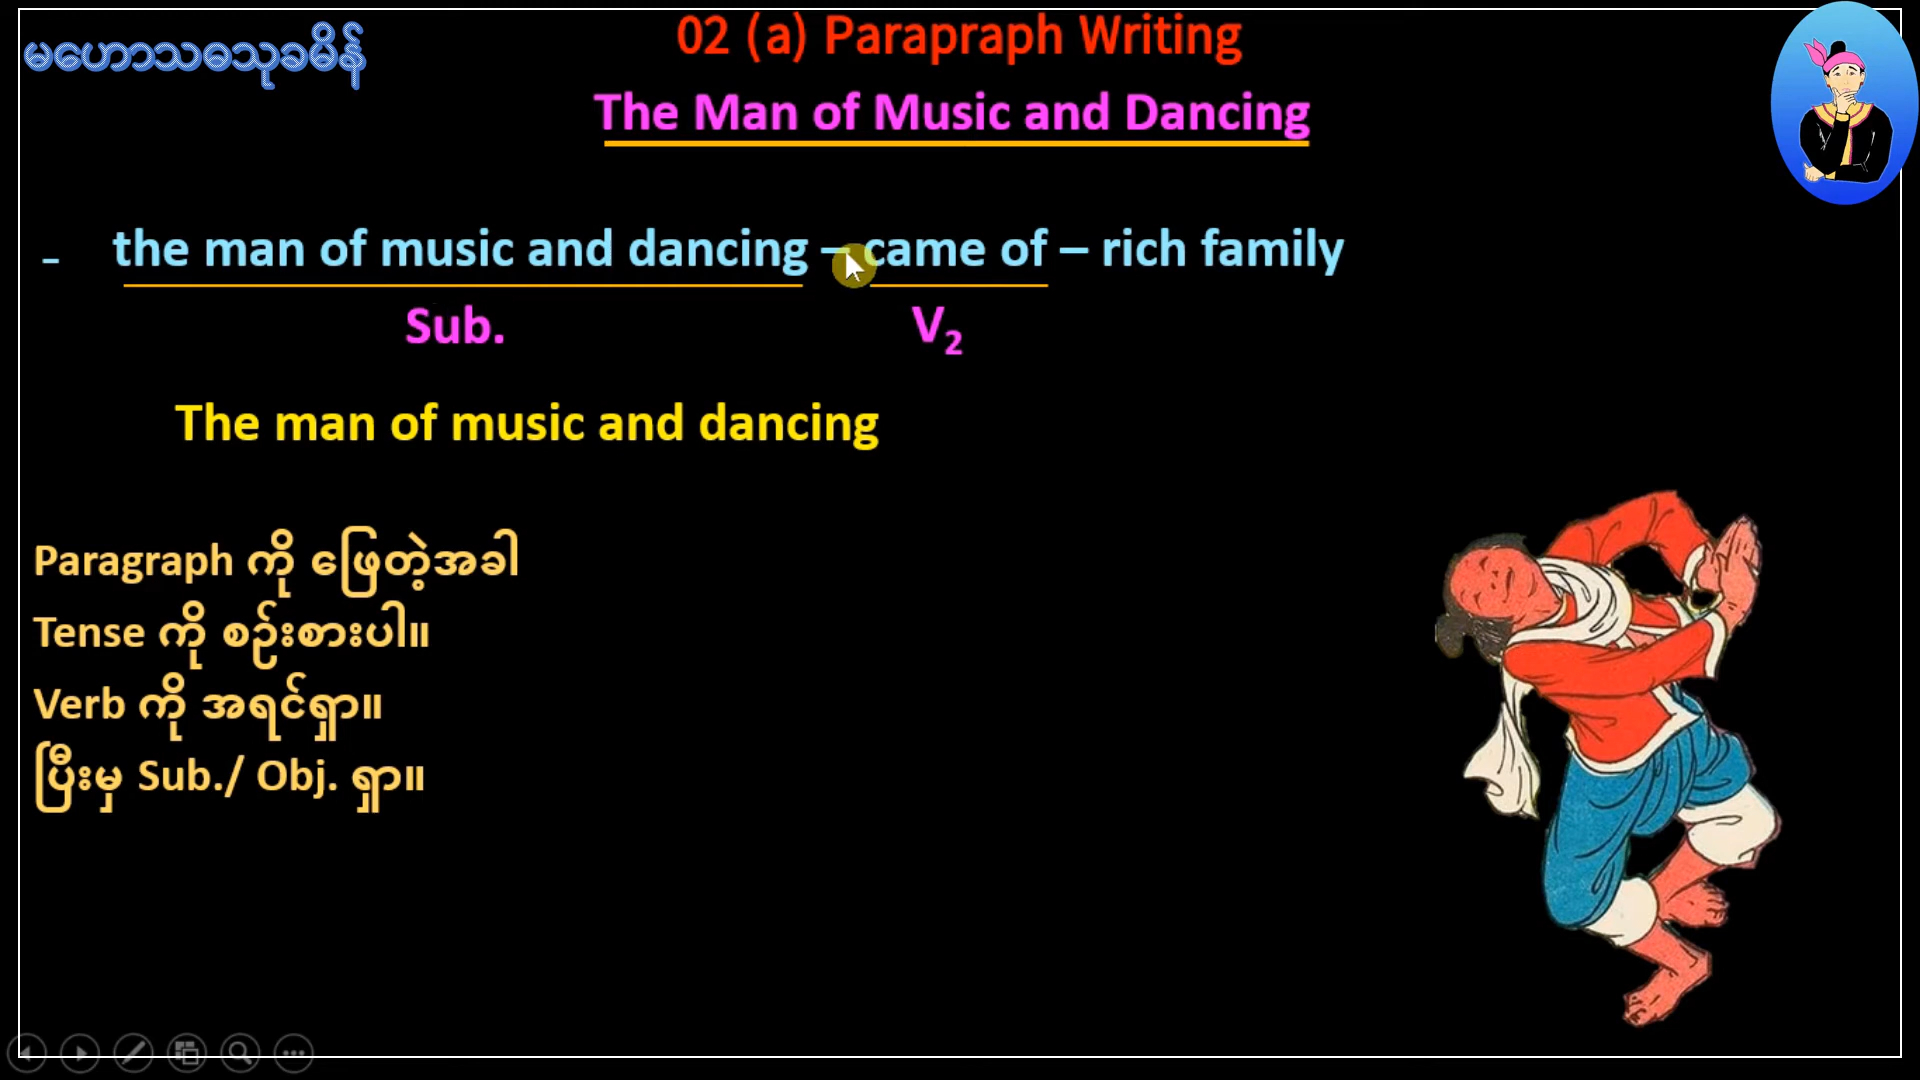 မဟောသဓသုခမိန်
02 (a) Parapraph Writing
The Man of Music and Dancing
- the man of music and dancing – came of – rich family
Sub. V₂
The man of music and dancing
Paragraph ကို ဖြေတဲ့အခါ
Tense ကို စဉ်းစားပါ။
Verb ကို အရင်ရှာ။
ပြီးမှ Sub./ Obj. ရှာ။